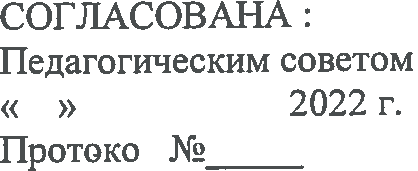 СОГЛАСОВАНА :
Педагогическим советом
« » 2022 г.
Протоко №_____